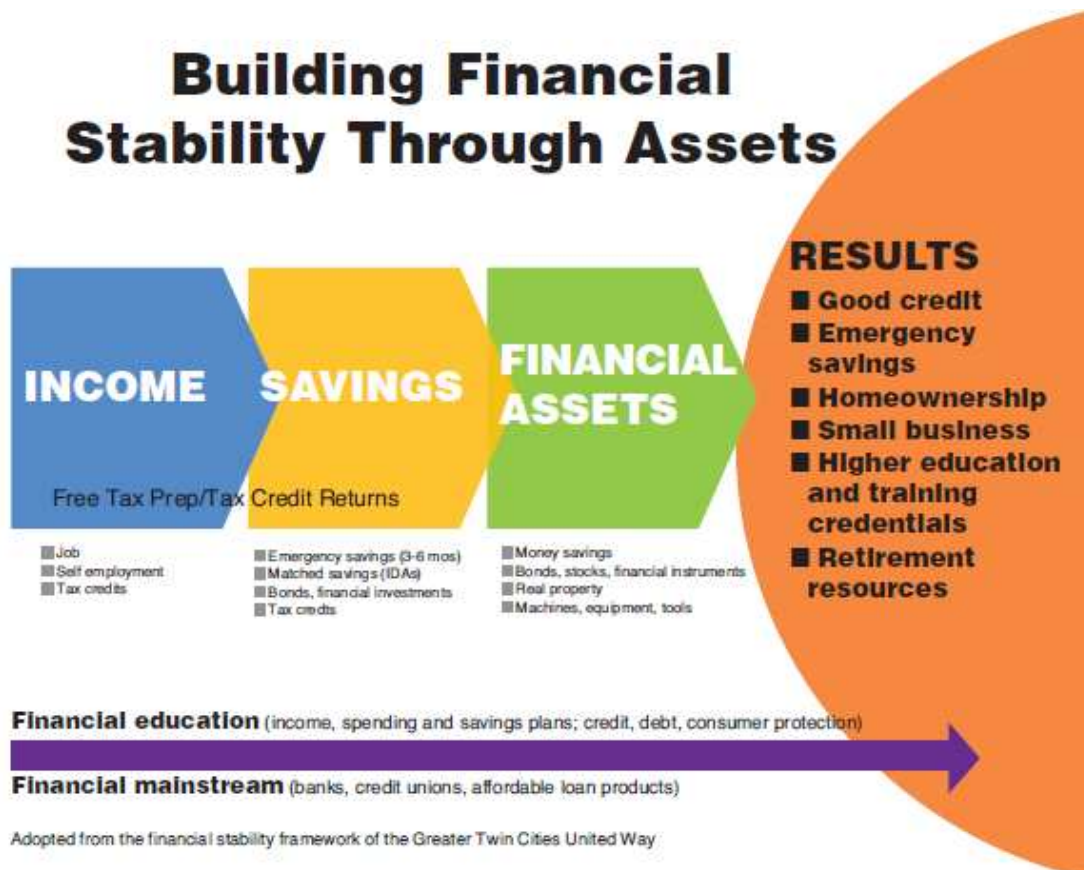 Building Financial
Stability Through Assets
INCOME
SAVINGS
FINANCIAL
ASSETS
Free Tax Prep/Tax Credit Returns
Job
Self employment
Tax credits
Emergency savings (3-6 mos)
Matched savings (IDAs)
Bonds, financial investments
Tax credts
Money savings
Bonds, stocks, financial instruments
Real property
Machines, equipment, tools
RESULTS
Good credit
Emergency
savings
Homeownership
Small business
Higher education
and training
credentials
Retirement
resources
Financial education (income, spending and savings plans; credit, debt, consumer protection)
Financial mainstream (banks, credit unions, affordable loan products)
Adopted from the financial stability framework of the Greater Twin Cities United Way